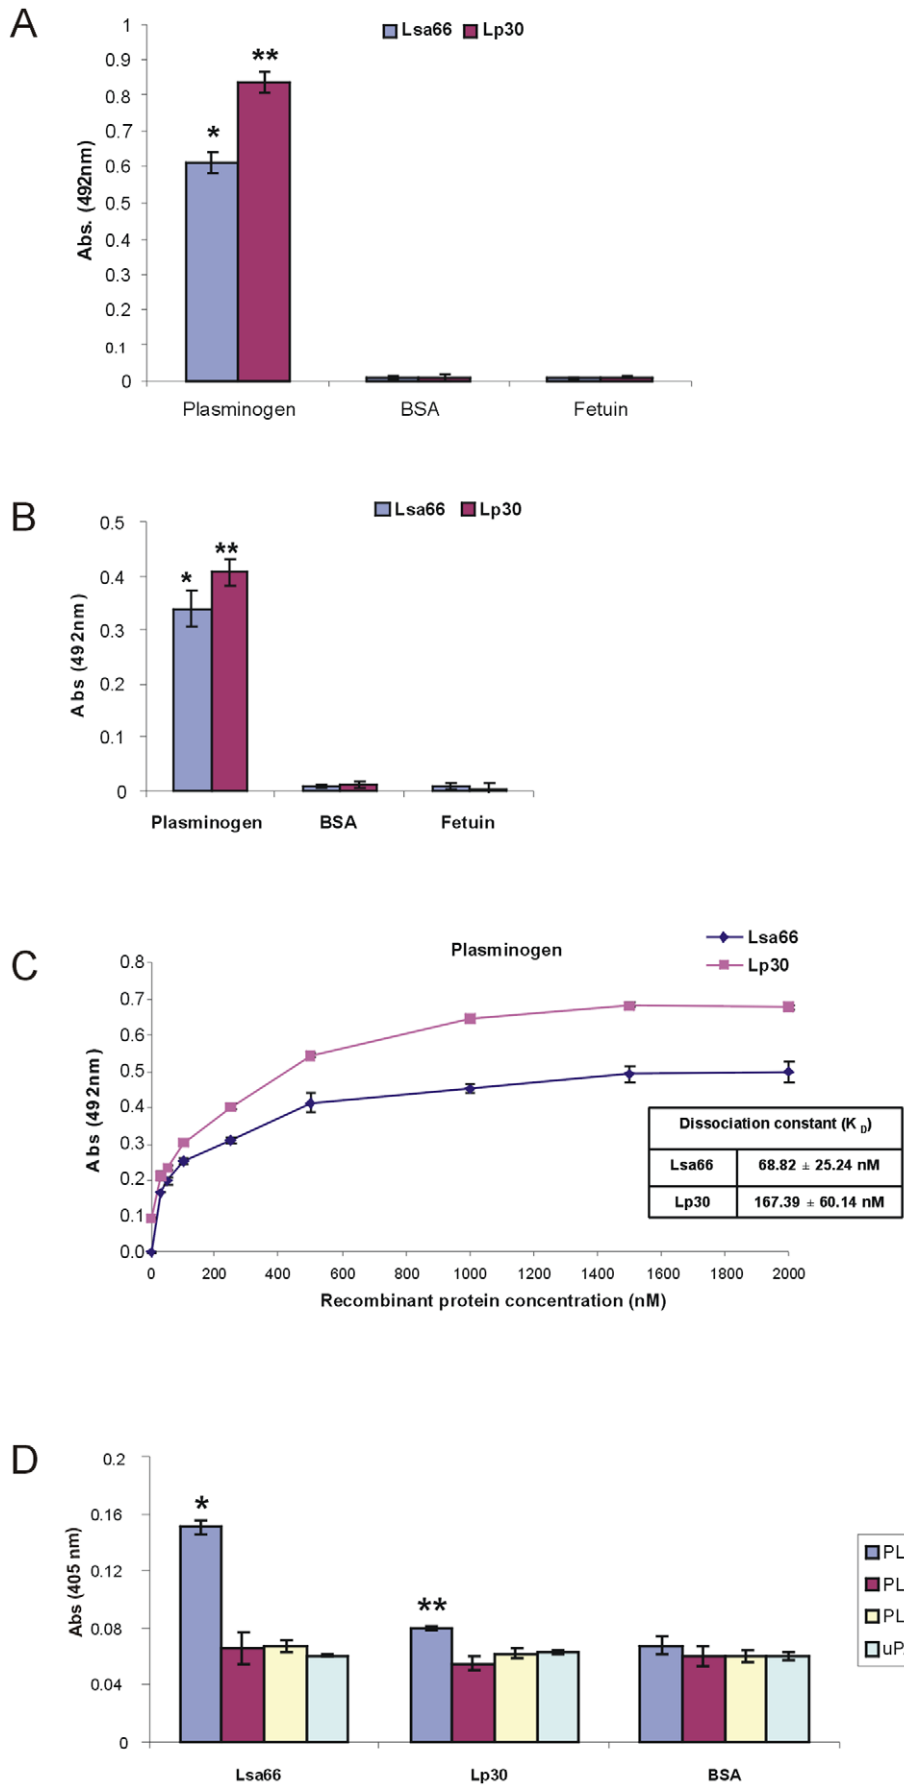 A
Lsa66 Lp30
1
0.9
0.8
0.7
0.6
0.5
0.4
0.3
0.2
0.1
0
Abs. (492nm)
*
**
Plasminogen BSA Fetuin
B
Lsa66 Lp30
0.5
0.4
0.3
0.2
0.1
0
Abs (492nm)
*
**
Plasminogen BSA Fetuin
C
Plasminogen
Lsa66
Lp30
0.8
0.7
0.6
0.5
0.4
0.3
0.2
0.1
0.0
Abs (492nm)
Dissociation constant (KD)
Lsa66 68.82 ± 25.24 nM
Lp30 167.39 ± 60.14 nM
0 200 400 600 800 1000 1200 1400 1600 1800 2000
Recombinant protein concentration (nM)
D
0.2
0.16
0.12
0.08
0.04
0
Abs (405 nm)
*
**
PL
PL
PL
uP
Lsa66 Lp30 BSA